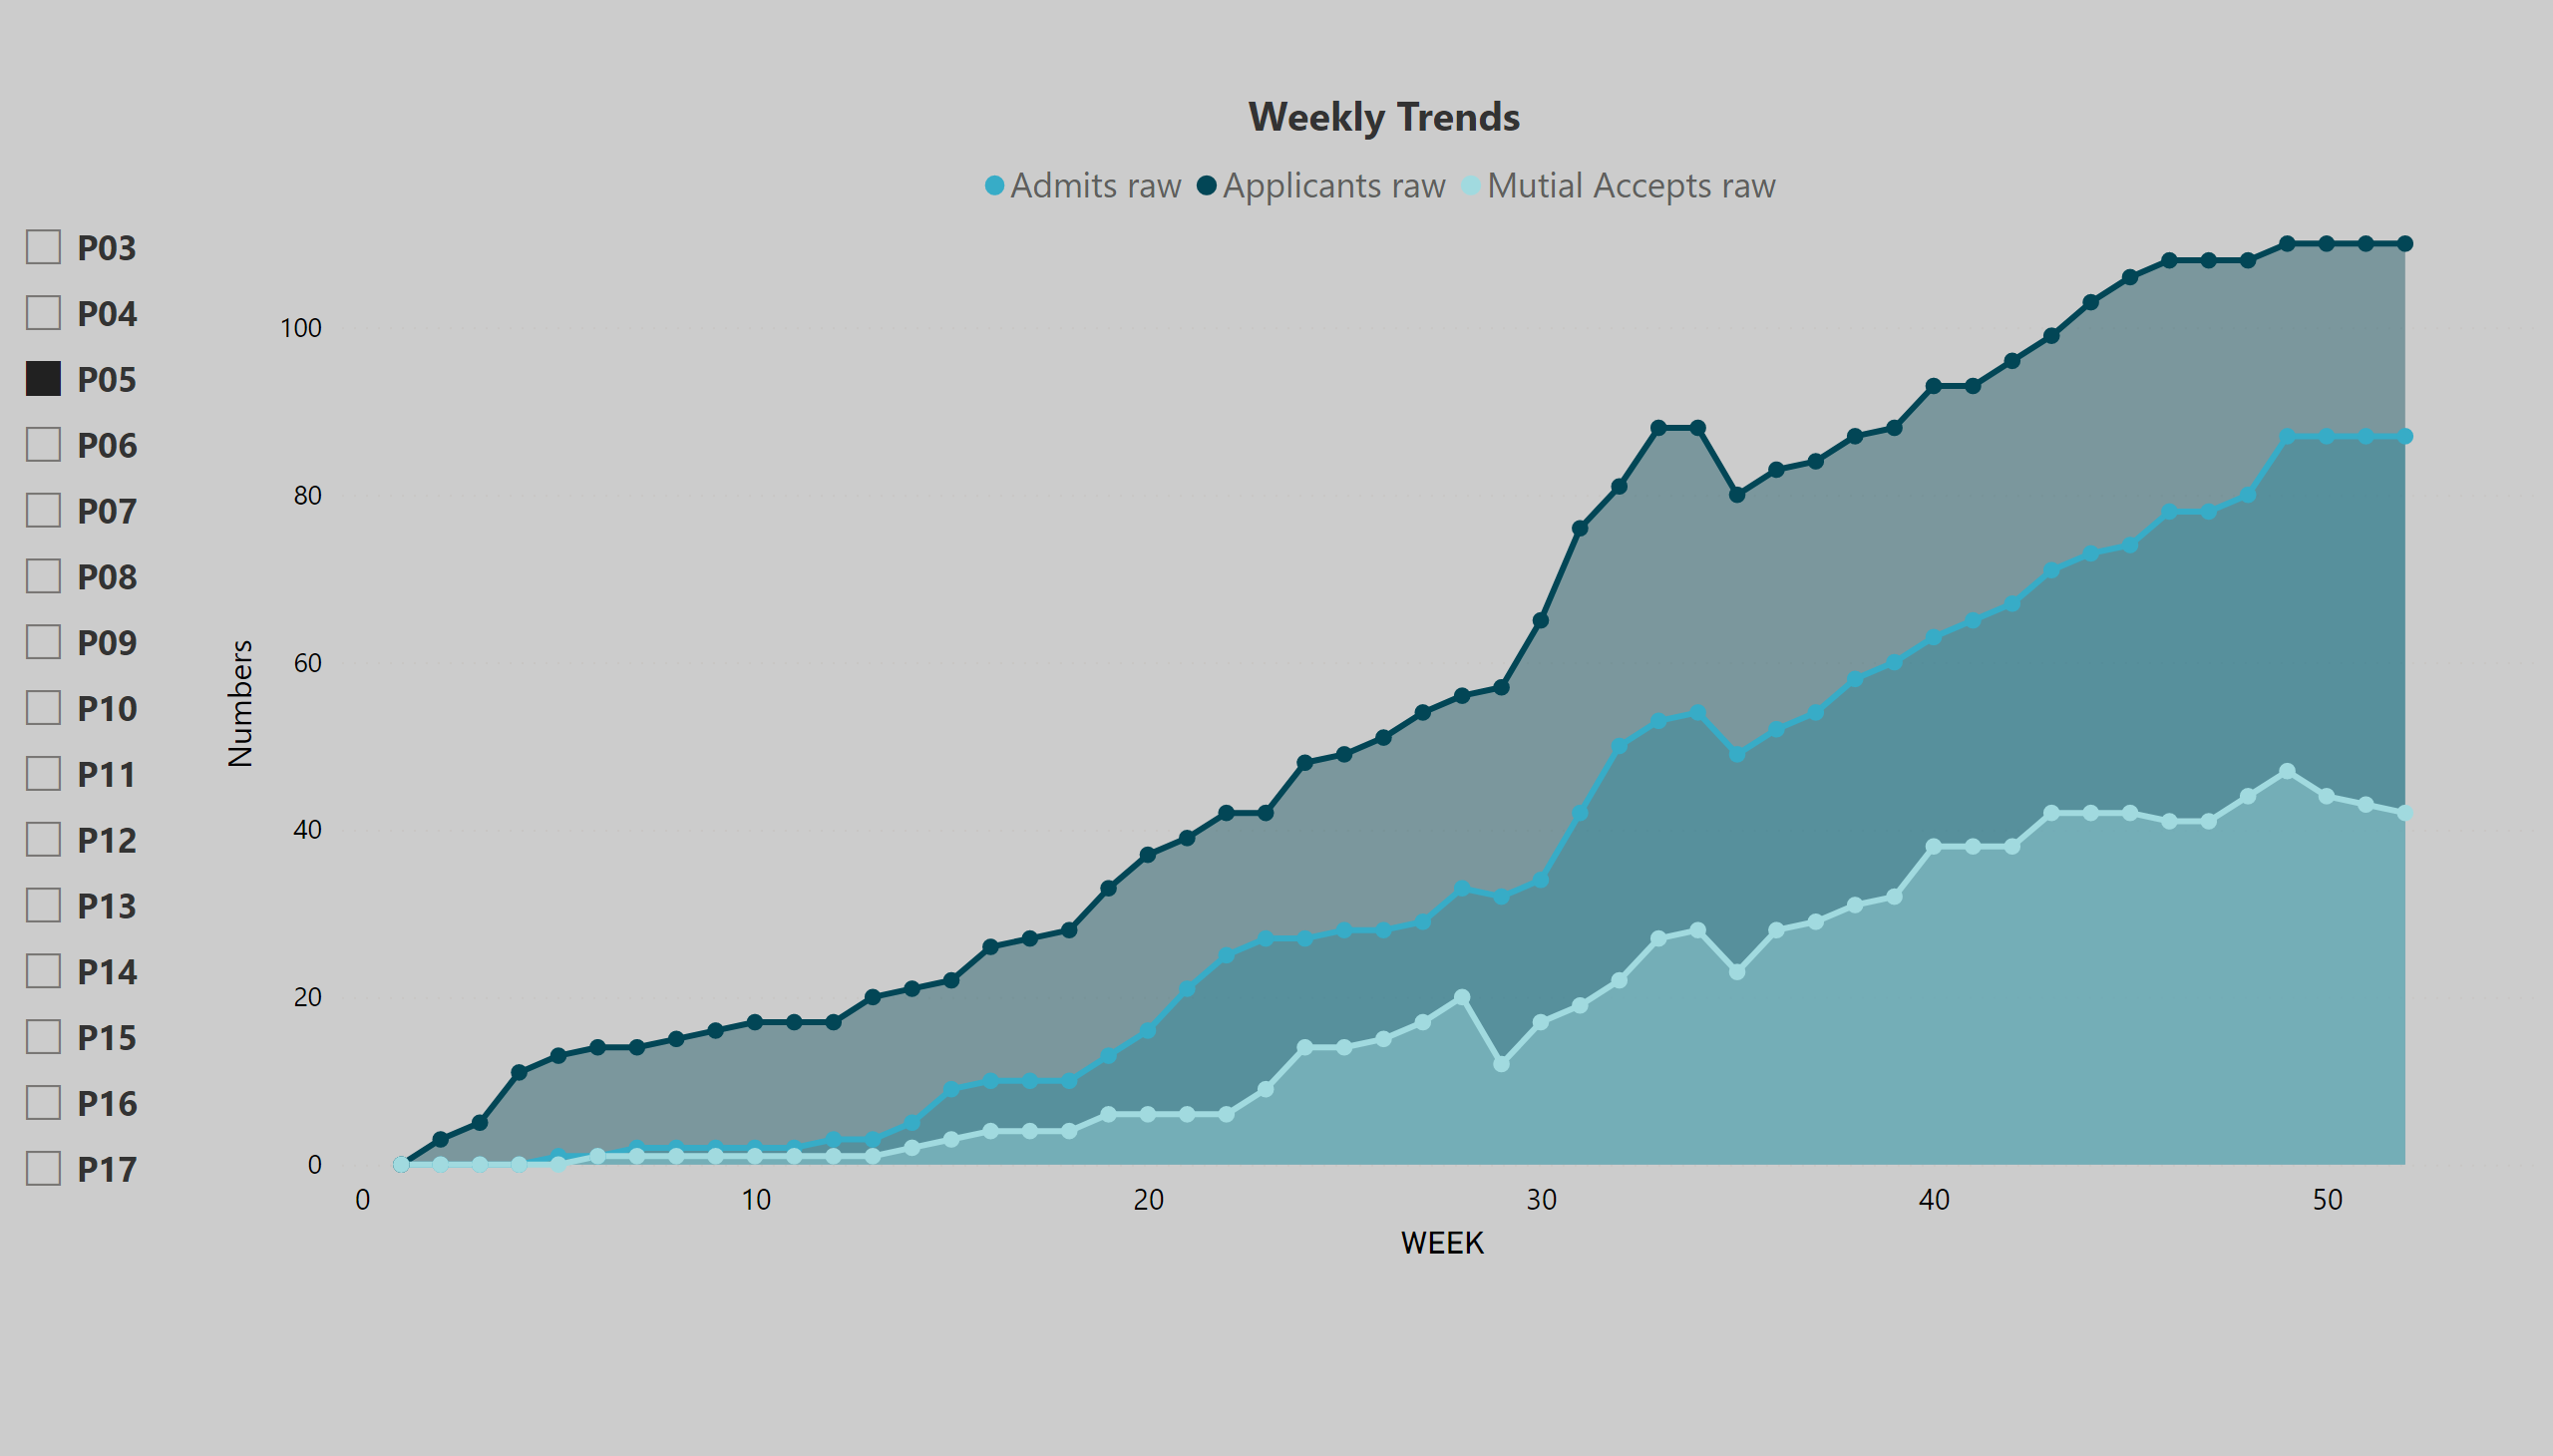 Weekly Trends
Admits raw Applicants raw Mutial Accepts raw
P03
P04
P05
P06
P07
P08
P09
P10
P11
P12
P13
P14
P15
P16
P17
Numbers
100
80
60
40
20
0
0 10 20 30 40 50
WEEK